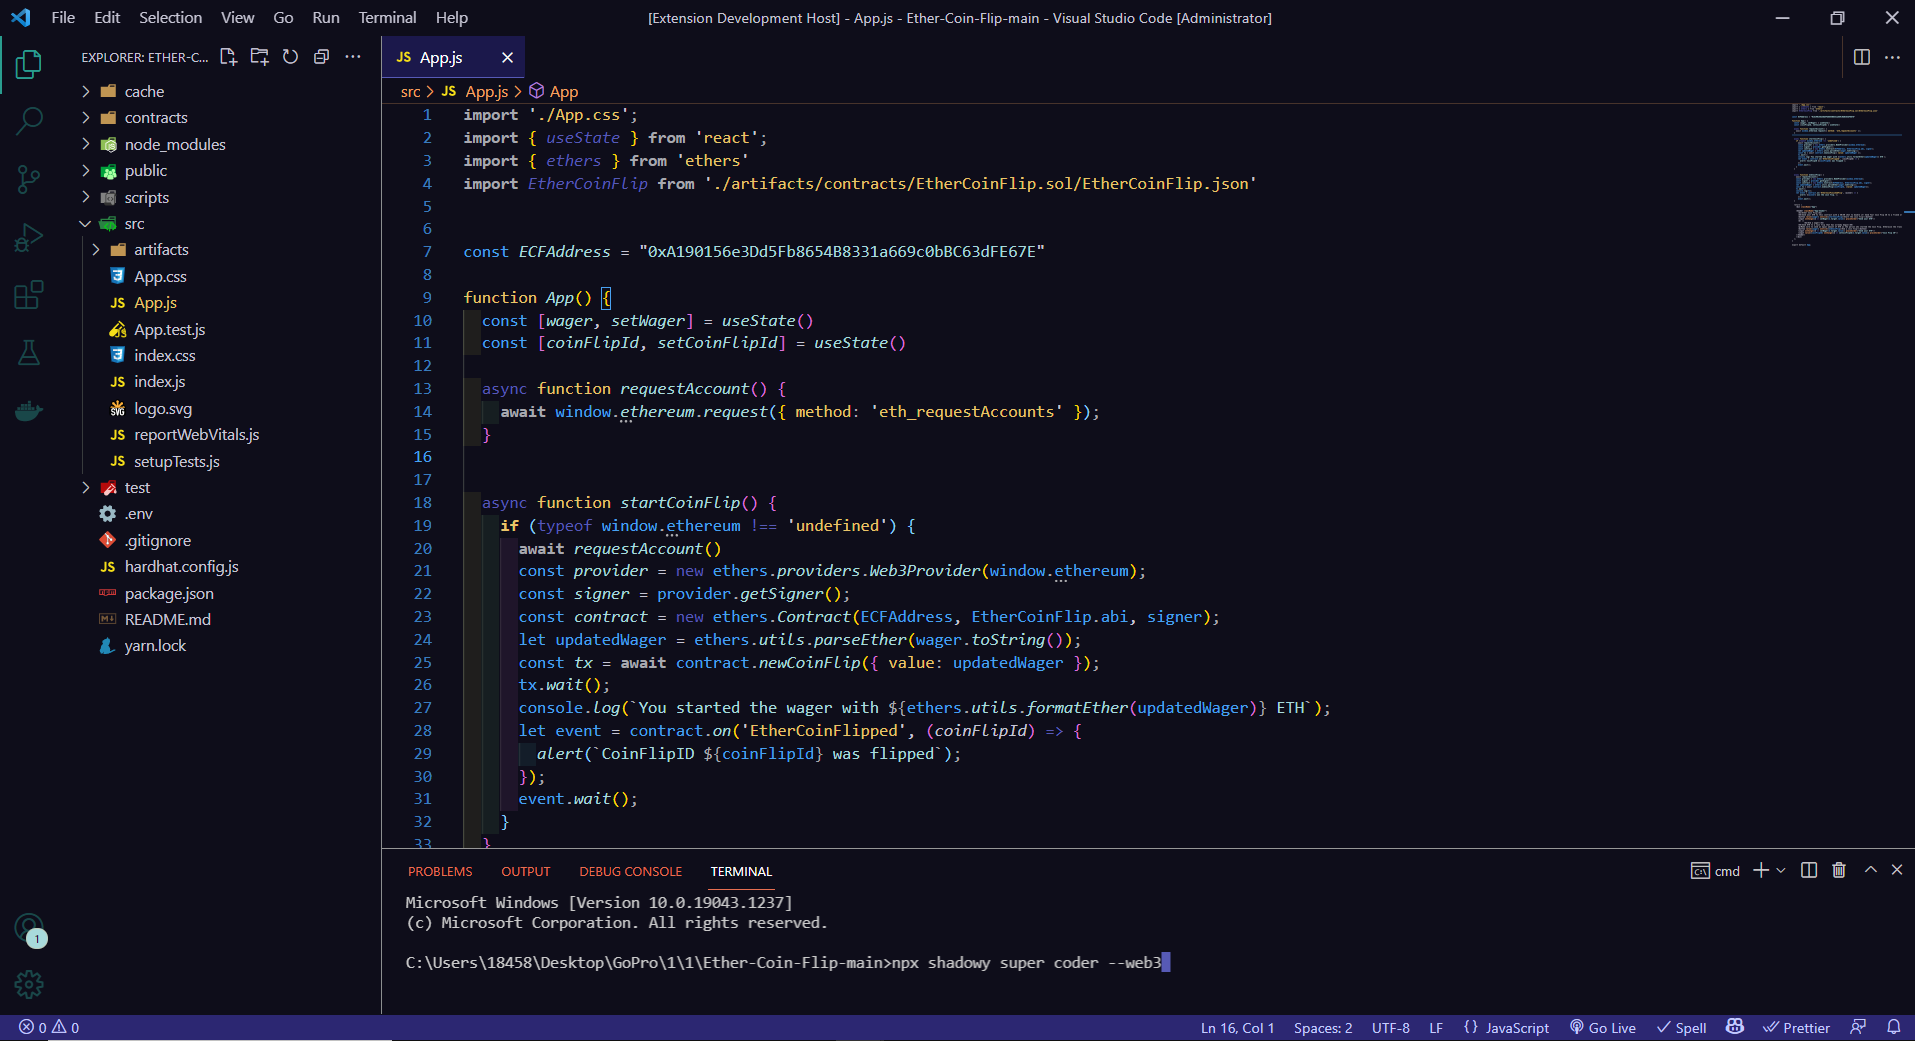 File Edit Selection View Go Run Terminal Help
[Extension Development Host] - App.js - Ether-Coin-Flip-main - Visual Studio Code [Administrator]
EXPLORER: ETHER-C...
cache
contracts
node_modules
public
scripts
src
artifacts
App.css
App.js
App.test.js
index.css
index.js
logo.svg
reportWebVitals.js
setupTests.js
test
.env
.gitignore
hardhat.config.js
package.json
README.md
yarn.lock
1
JS App.js
src > JS App.js > App
1 import './App.css';
2 import { useState } from 'react';
3 import { ethers } from 'ethers'
4 import EtherCoinFlip from './artifacts/contracts/EtherCoinFlip.sol/EtherCoinFlip.json'
5
6
7 const ECFAddress = "0xA190156e3Dd5Fb8654B8331a669c0bBC63dFE67E"
8
9 function App() {
10 const [wager, setWager] = useState()
11 const [coinFlipId, setCoinFlipId] = useState()
12
13 async function requestAccount() {
14 await window.ethereum.request({ method: 'eth_requestAccounts' });
15 }
16
17
18 async function startCoinFlip() {
19 if (typeof window.ethereum !== 'undefined') {
20 await requestAccount()
21 const provider = new ethers.providers.Web3Provider(window.ethereum);
22 const signer = provider.getSigner();
23 const contract = new ethers.Contract(ECFAddress, EtherCoinFlip.abi, signer);
24 let updatedWager = ethers.utils.parseEther(wager.toString());
25 const tx = await contract.newCoinFlip({ value: updatedWager });
26 tx.wait();
27 console.log(`You started the wager with ${ethers.utils.formatEther(updatedWager)} ETH`);
28 let event = contract.on('EtherCoinFlipped', (coinFlipId) => {
29 alert(`CoinFlipID ${coinFlipId} was flipped`);
30 });
31 event.wait();
32 }
33 }
PROBLEMS OUTPUT DEBUG CONSOLE TERMINAL
cmd
Microsoft Windows [Version 10.0.19043.1237]
(c) Microsoft Corporation. All rights reserved.
C:\Users\18458\Desktop\GoPro\1\1\Ether-Coin-Flip-main>npx shadowy super coder --web3
0 0
Ln 16, Col 1 Spaces: 2 UTF-8 LF {} JavaScript Go Live Spell Prettier